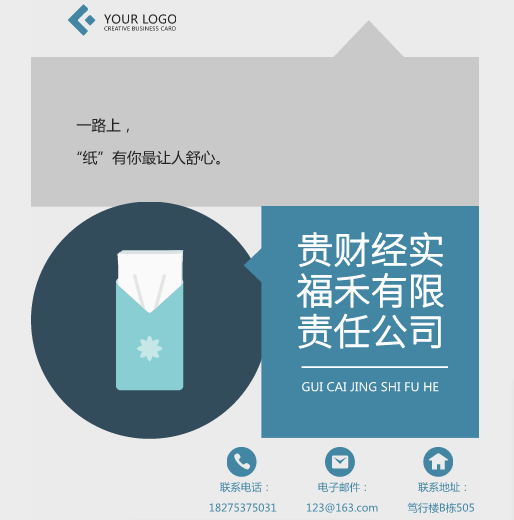 YOUR LOGO
CREATIVE BUSINESS CARD
一路上，
“纸”有你最让人舒心。
贵财经实
福禾有限
责任公司
GUI CAI JING SHI FU HE
联系电话：
18275375031
电子邮件：
123@163.com
联系地址：
笃行楼B栋505